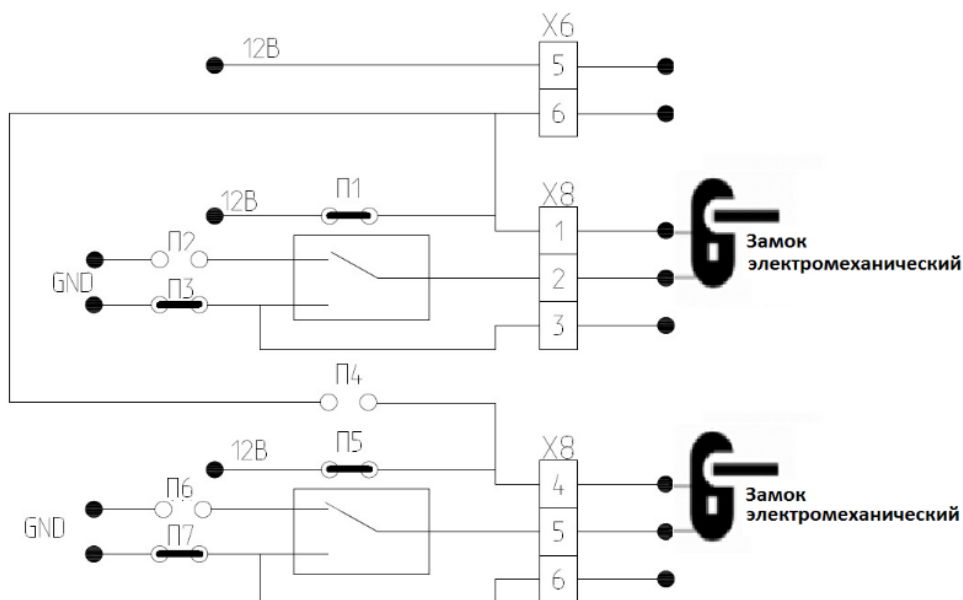 X6
12В
5
6
П1
X8
12В
1
П2
Замок
электромеханический
GND
2
П3
3
П4
П5
X8
12В
4
П6
Замок
электромеханический
GND
5
П7
6